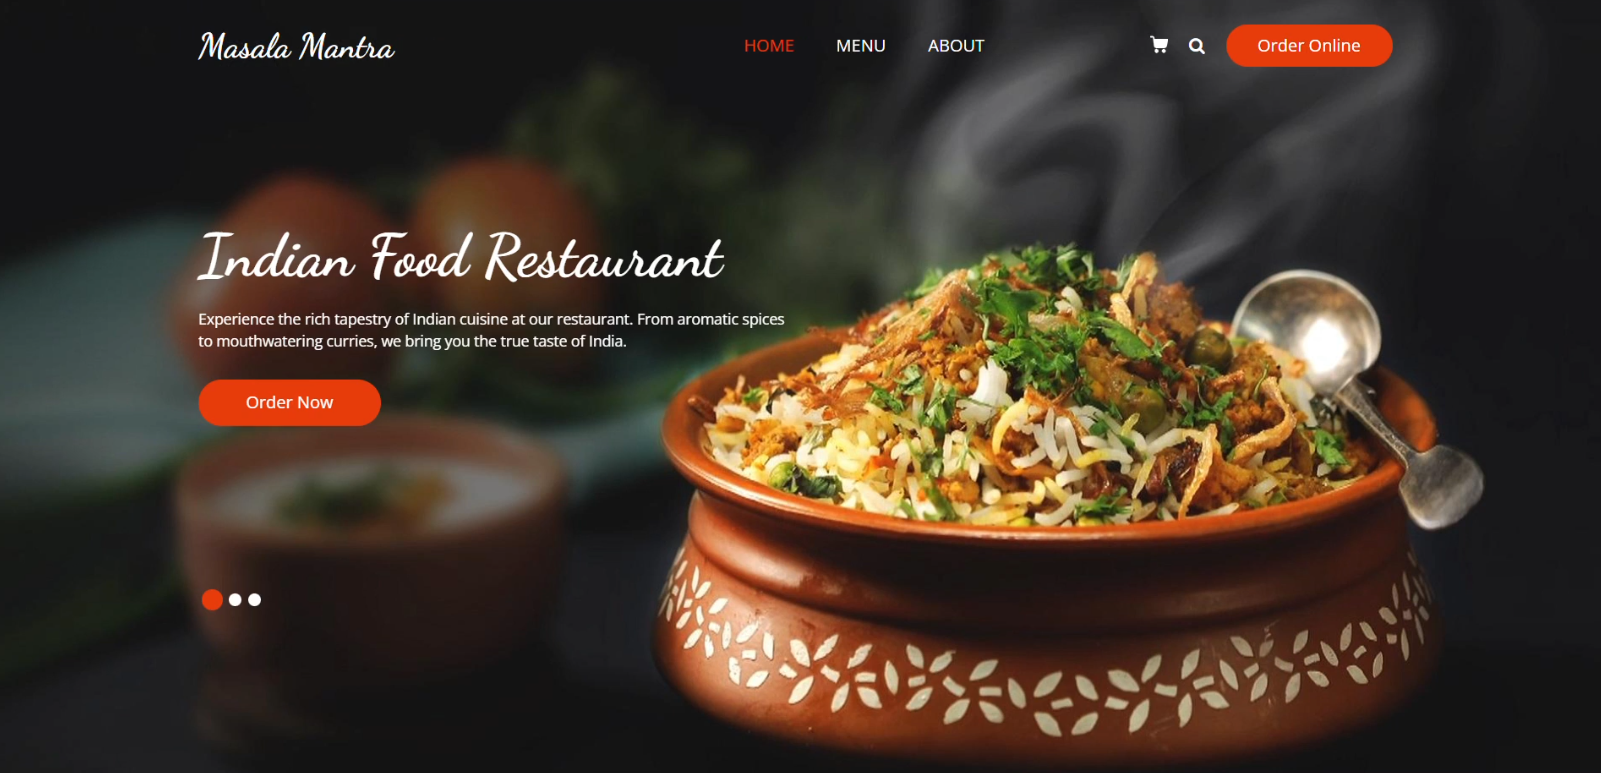 Masala Mantra
HOME MENU ABOUT Order Online
Indian Food Restaurant
Experience the rich tapestry of Indian cuisine at our restaurant. From aromatic spices
to mouthwatering curries, we bring you the true taste of India.
Order Now